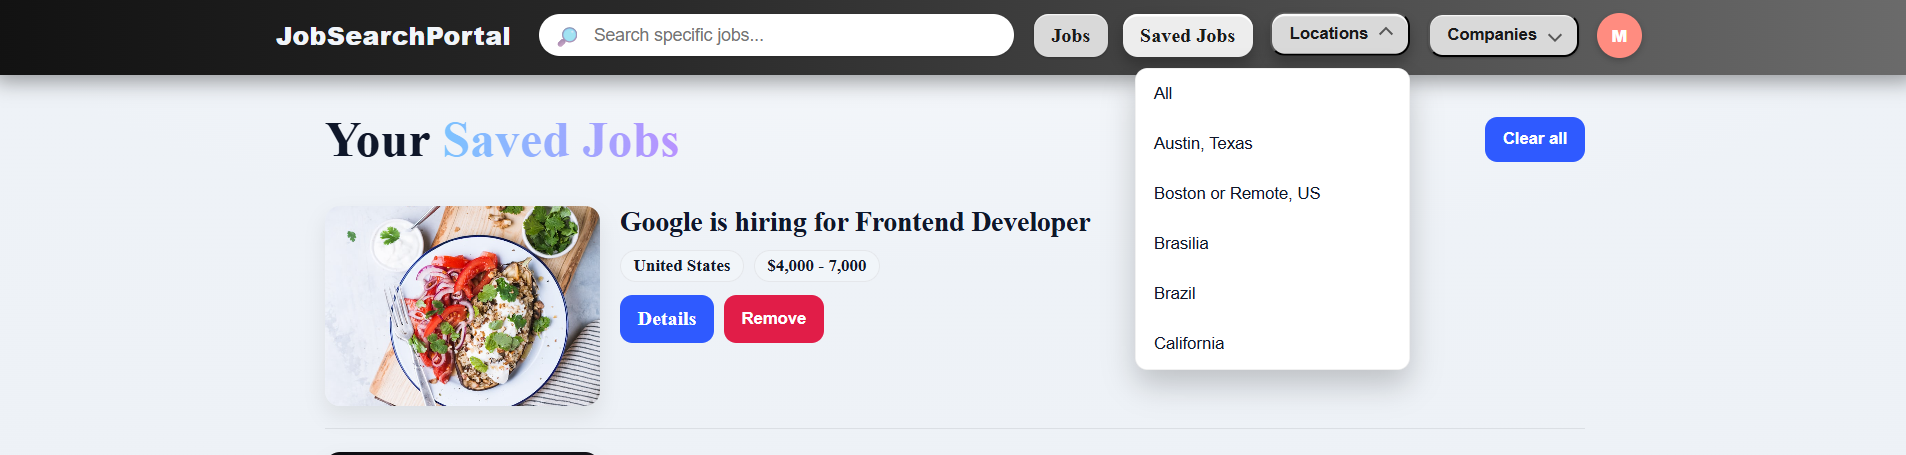 JobSearchPortal
Search specific jobs...
Jobs
Saved Jobs
Locations
Companies
M
All
Austin, Texas
Boston or Remote, US
Brasilia
Brazil
California
Your Saved Jobs
Clear all
Google is hiring for Frontend Developer
United States
$4,000 - 7,000
Details
Remove